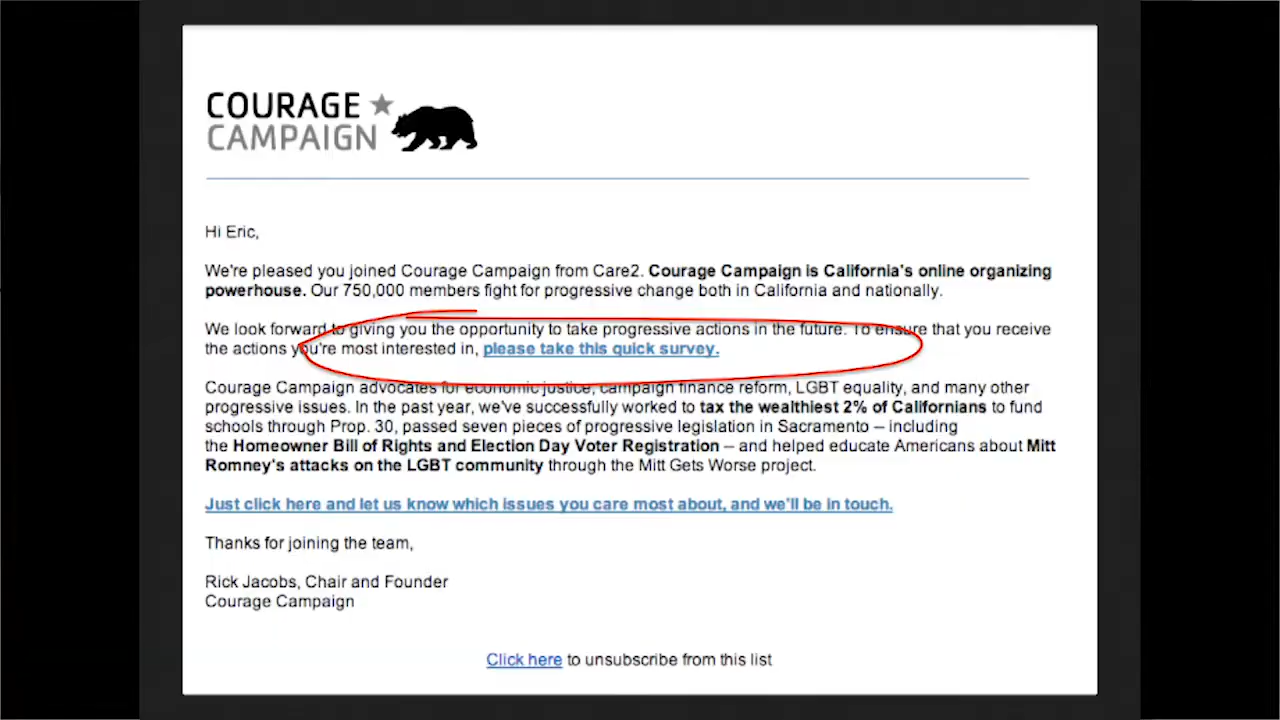 COURAGE
CAMPAIGN
Hi Eric,
We're pleased you joined Courage Campaign from Care2. Courage Campaign is California's online organizing
powerhouse. Our 750,000 members fight for progressive change both in California and nationally.
We look forward to giving you the opportunity to take progressive actions in the future. To ensure that you receive
the actions you're most interested in, please take this quick survey.
Courage Campaign advocates for economic justice, campaign finance reform, LGBT equality, and many other
progressive issues. In the past year, we've successfully worked to tax the wealthiest 2% of Californians to fund
schools through Prop. 30, passed seven pieces of progressive legislation in Sacramento – including
the Homeowner Bill of Rights and Election Day Voter Registration – and helped educate Americans about Mitt
Romney's attacks on the LGBT community through the Mitt Gets Worse project.
Just click here and let us know which issues you care most about, and we'll be in touch.
Thanks for joining the team,
Rick Jacobs, Chair and Founder
Courage Campaign
Click here to unsubscribe from this list